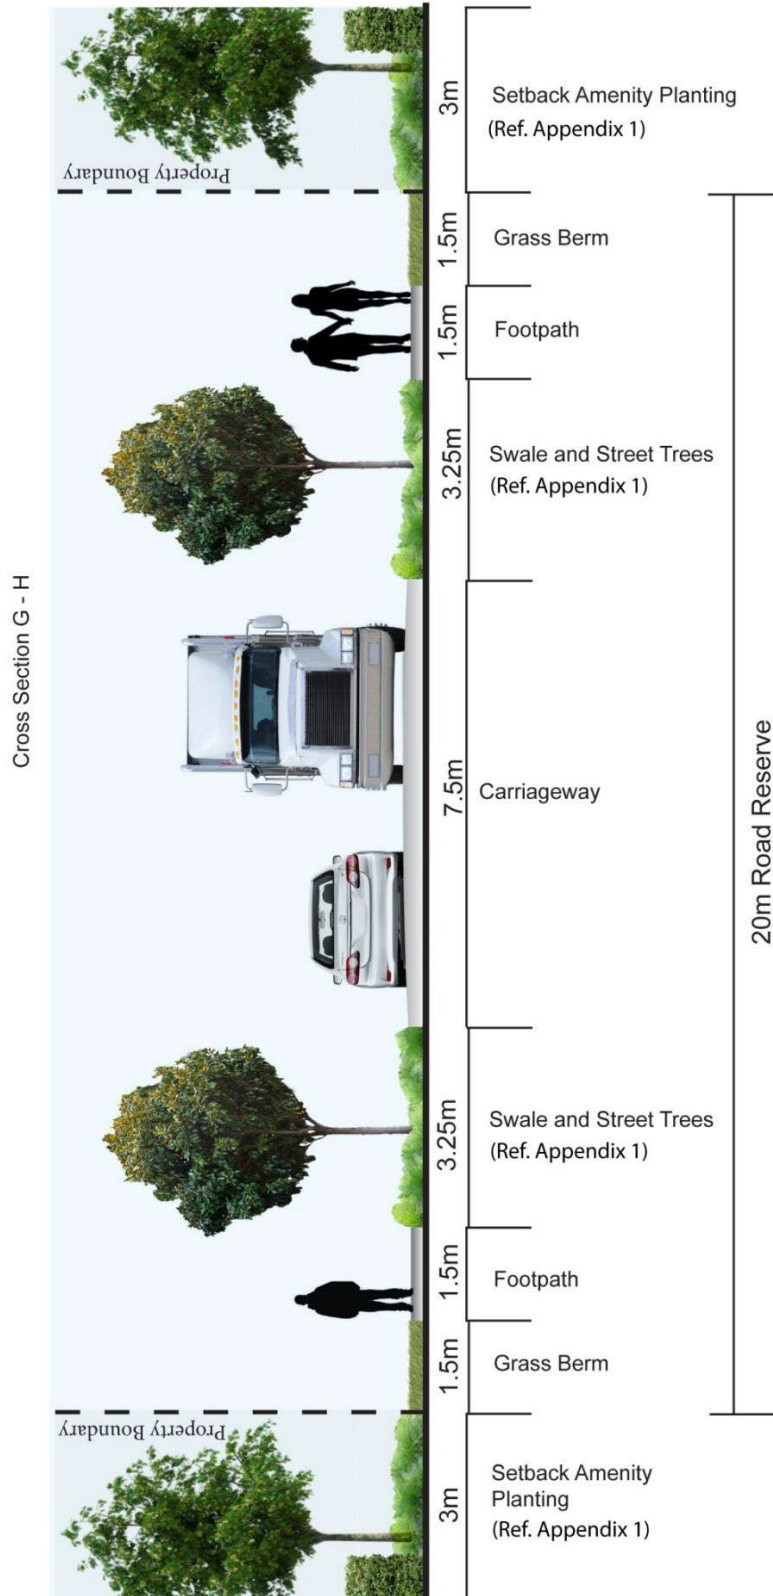 Cross Section G - H
3m
Setback Amenity Planting
(Ref. Appendix 1)
Property Boundary
1.5m
Grass Berm
1.5m
Footpath
3.25m
Swale and Street Trees
(Ref. Appendix 1)
7.5m
Carriageway
20m Road Reserve
3.25m
Swale and Street Trees
(Ref. Appendix 1)
1.5m
Footpath
1.5m
Grass Berm
Property Boundary
3m
Setback Amenity
Planting
(Ref. Appendix 1)